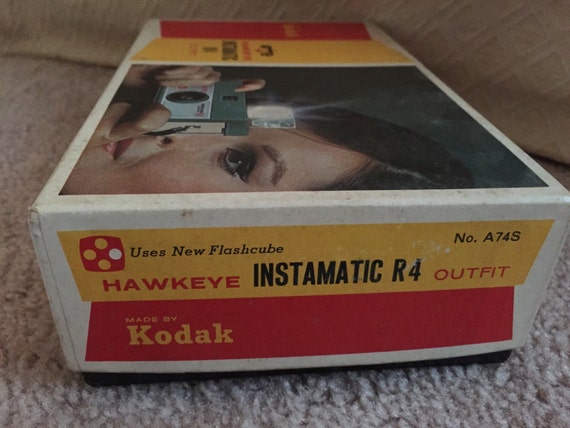 Uses New Flashcube
No. A74S
HAWKEYE INSTAMATIC R4 OUTFIT
MADE BY
Kodak